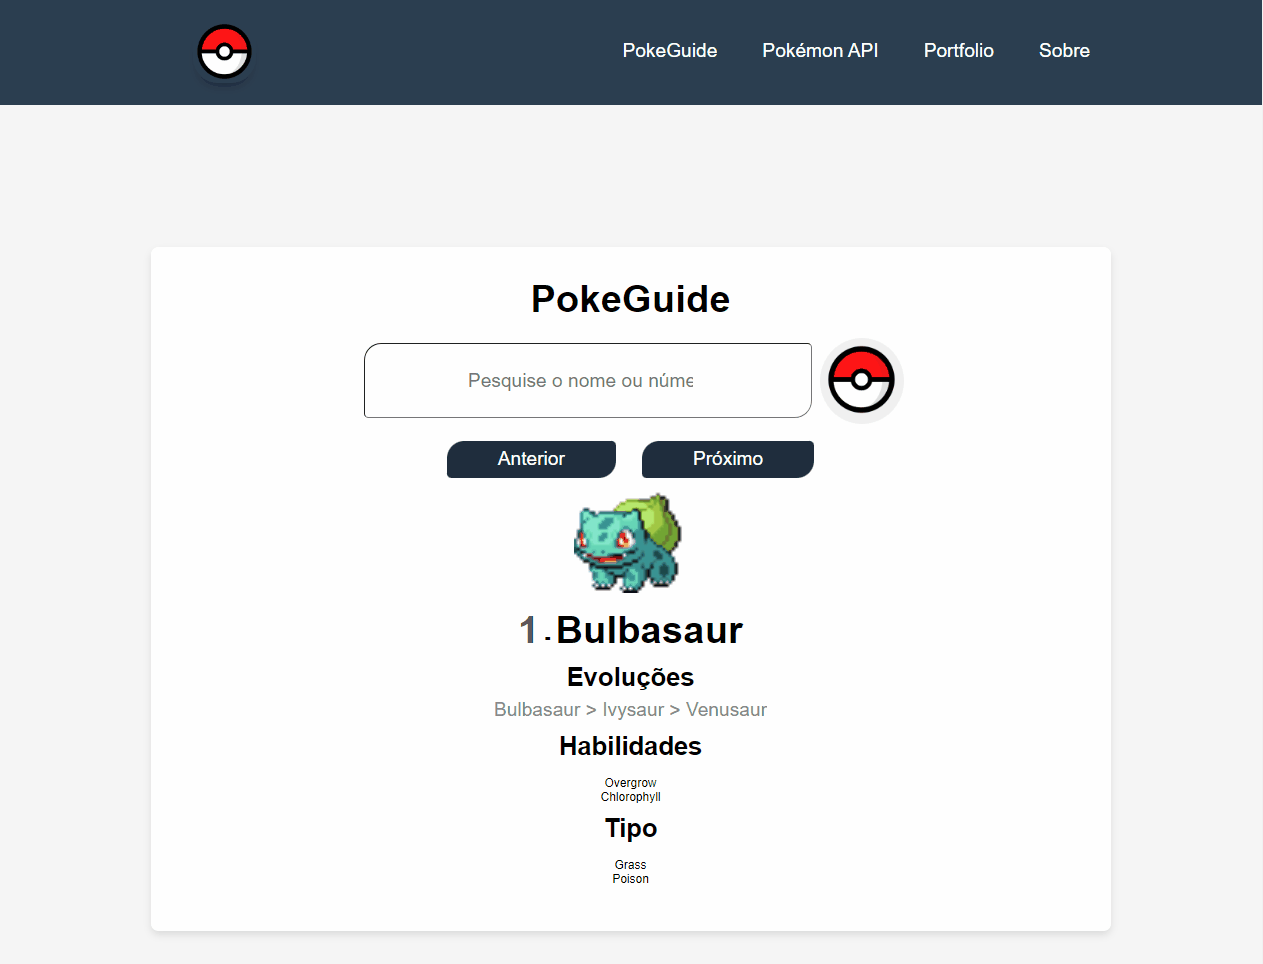 PokeGuide Pokémon API Portfolio Sobre
PokeGuide
Pesquise o nome ou núme
Anterior Próximo
1 - Bulbasaur
Evoluções
Bulbasaur > Ivysaur > Venusaur
Habilidades
Overgrow
Chlorophyll
Tipo
Grass
Poison